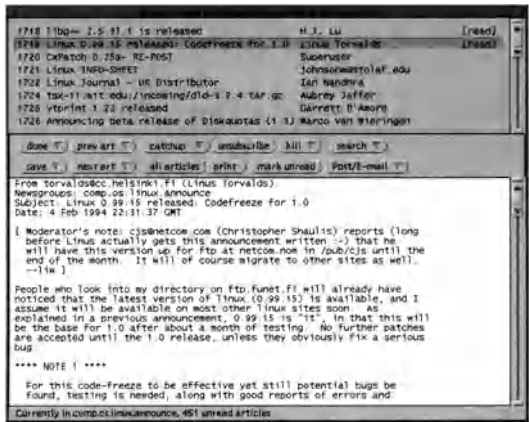 1718 libg++ 2.5.31.1 is released H.J. Lu [read]
1719 Linux 0.99.15 released: Codefreeze for 1.0 Linus Torvalds [read]
1720 CxPatch 0.25a- RE-POST Superuser
1721 Linux INFO-SHEET johnsonm@stolaf.edu
1722 Linux Journal - UK Distributor Ian Nandhra
1724 tsx-11.mit.edu:/incoming/dld-3.2.4.tar.gz Aubrey Jaffer
1725 ytprint 1.22 released Garrett D'Amore
1726 Announcing beta release of Diskquotas (1.3) Marco van Wieringen
done prev art catchup unsubscribe kill search
save next art all articles print mark unread Post/E-mail
From torvalds@cc.helsinki.fi (Linus Torvalds)
Newsgroups: comp.os.linux.announce
Subject: Linux 0.99.15 released: Codefreeze for 1.0
Date: 4 Feb 1994 22:31:37 GMT
[ Moderator's note: cjs@netcom.com (Christopher Shaulis) reports (long
before Linus actually gets this announcement written :-) that he
will have this version up for ftp at netcom.com in /pub/cjs until the
end of the month. It will of course migrate to other sites as well.
--liw ]
People who look into my directory on ftp.funet.fi will already have
noticed that the latest version of linux (0.99.15) is available, and I
assume it will be available on most other linux sites soon. As
explained in a previous announcement, 0.99.15 is "it", in that this will
be the base for 1.0 after about a month of testing. No further patches
are accepted until the 1.0 release, unless they obviously fix a serious
bug.
**** NOTE 1 ****
For this code-freeze to be effective yet still potential bugs be
found, testing is needed, along with good reports of errors and
Currently in comp.os.linux.announce, 451 unread articles